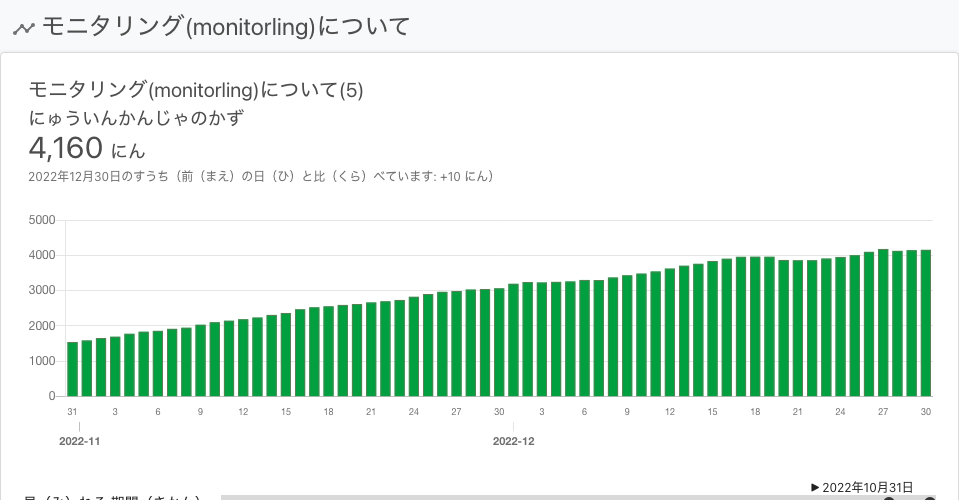 モニタリング(monitorling)について
モニタリング(monitorling)について(5)
にゅういんかんじゃのかず
4,160 にん
2022年12月30日のすうち（前（まえ）の日（ひ）と比（くら）べています: +10 にん）
5000
4000
3000
2000
1000
0
31 3 6 9 12 15 18 21 24 27 30 3 6 9 12 15 18 21 24 27 30
2022-11 2022-12
▶ 2022年10月31日